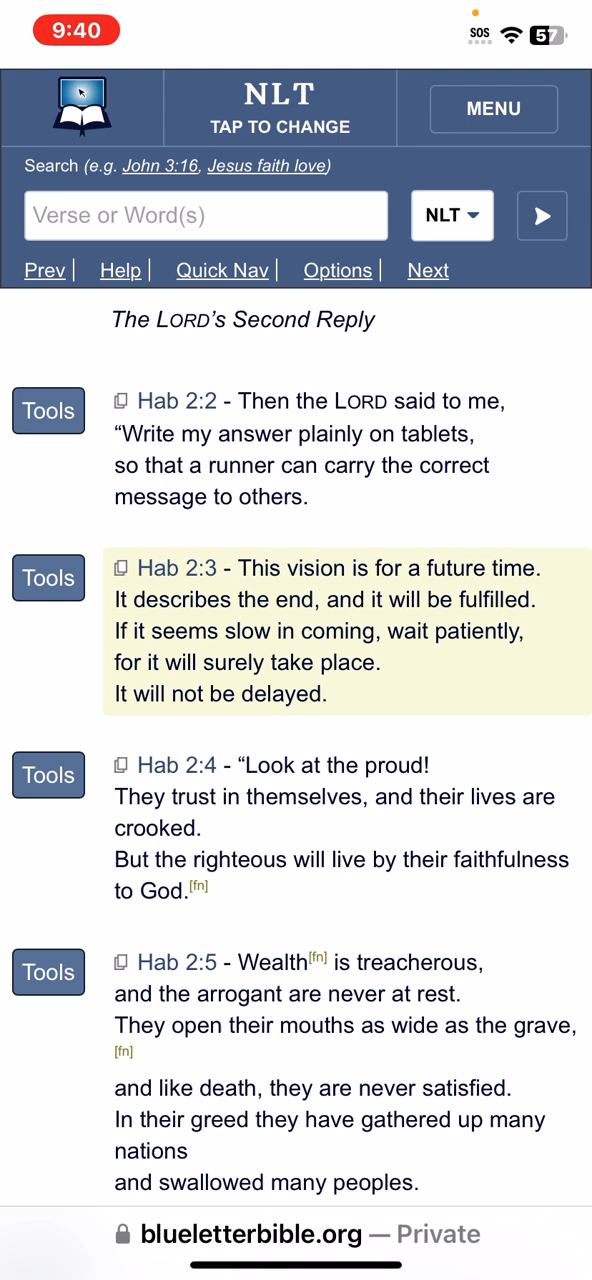 9:40
SOS
57
NLT
TAP TO CHANGE
MENU
Search (e.g. John 3:16, Jesus faith love)
Verse or Word(s)
NLT
Prev | Help | Quick Nav | Options | Next
The LORD’s Second Reply
Tools
Hab 2:2 - Then the LORD said to me,
“Write my answer plainly on tablets,
so that a runner can carry the correct
message to others.
Tools
Hab 2:3 - This vision is for a future time.
It describes the end, and it will be fulfilled.
If it seems slow in coming, wait patiently,
for it will surely take place.
It will not be delayed.
Tools
Hab 2:4 - “Look at the proud!
They trust in themselves, and their lives are
crooked.
But the righteous will live by their faithfulness
to God.[fn]
Tools
Hab 2:5 - Wealth[fn] is treacherous,
and the arrogant are never at rest.
They open their mouths as wide as the grave,
[fn]
and like death, they are never satisfied.
In their greed they have gathered up many
nations
and swallowed many peoples.
blueletterbible.org — Private